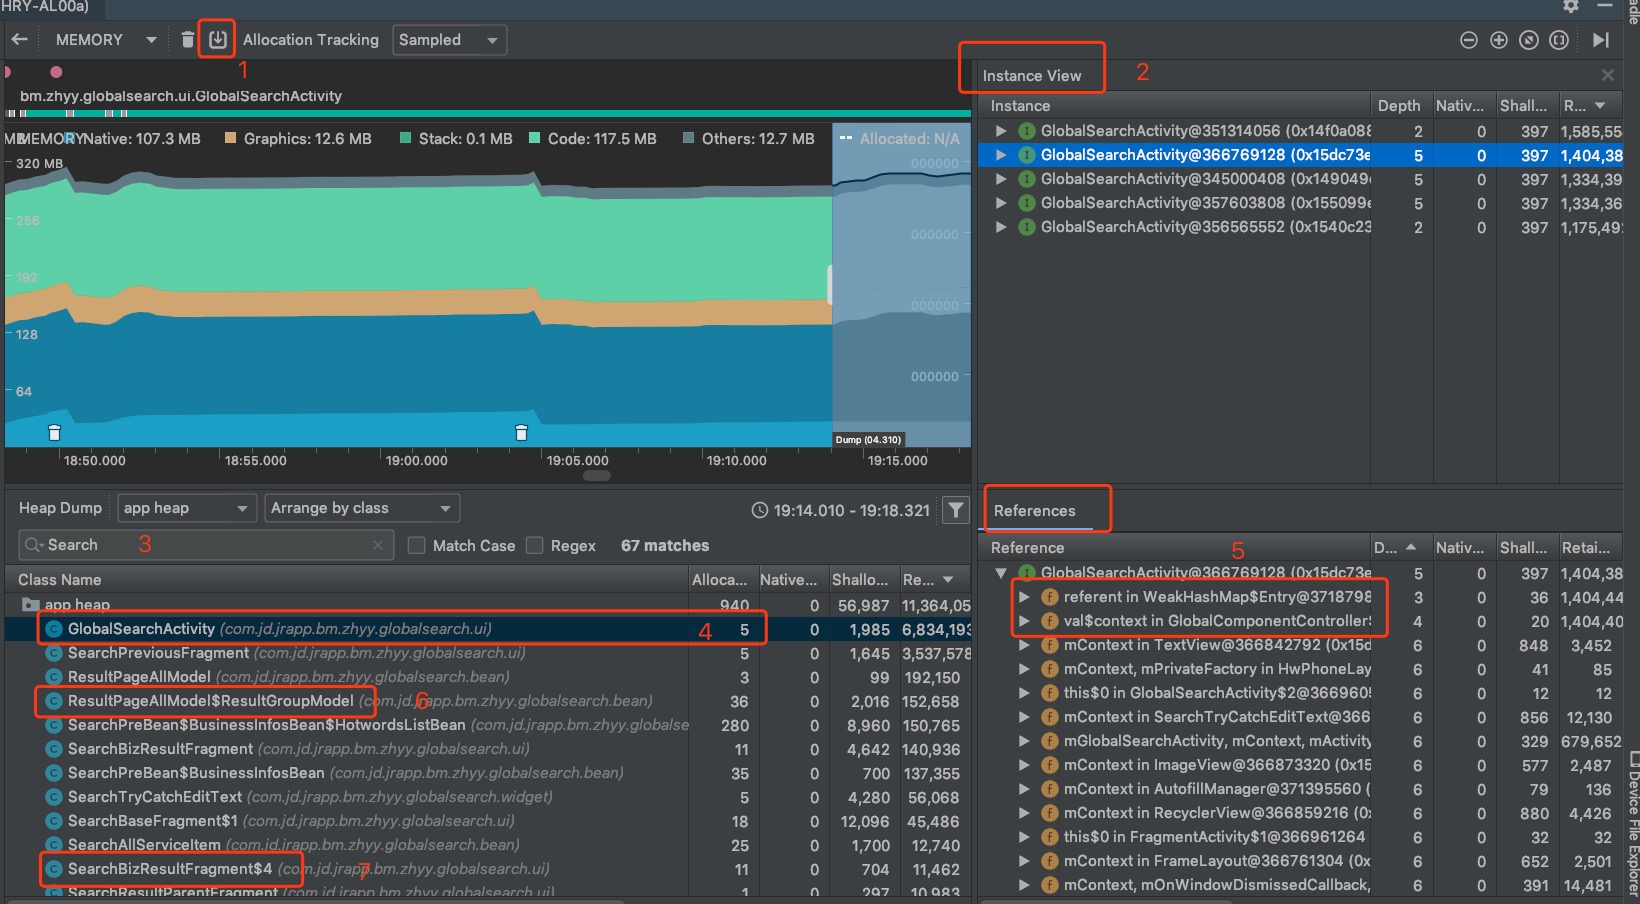 HRY-AL00a)
MEMORY Allocation Tracking Sampled
1
bm.zhyy.globalsearch.ui.GlobalSearchActivity
MEMORY Native: 107.3 MB Graphics: 12.6 MB Stack: 0.1 MB Code: 117.5 MB Others: 12.7 MB Allocated: N/A
320 MB
000000
256
000000
192
000000
128
000000
64
Dump (04.310)
18:50.000 18:55.000 19:00.000 19:05.000 19:10.000 19:15.000
Heap Dump app heap Arrange by class 19:14.010 - 19:18.321
Search 3 Match Case Regex 67 matches
Class Name Alloca... Native... Shallo... Re...
app heap 940 0 56,987 11,364,05
GlobalSearchActivity (com.jd.jrapp.bm.zhyy.globalsearch.ui) 4 5 0 1,985 6,834,193
SearchPreviousFragment (com.jd.jrapp.bm.zhyy.globalsearch.ui) 5 0 1,645 3,537,578
ResultPageAllModel (com.jd.jrapp.bm.zhyy.globalsearch.bean) 3 0 99 192,150
ResultPageAllModel$ResultGroupModel (com.jd.jrapp.bm.zhyy.globalsearch.bean) 6 36 0 2,016 152,658
SearchPreBean$BusinessInfosBean$HotwordsListBean (com.jd.jrapp.bm.zhyy.globalse 280 0 8,960 150,765
SearchBizResultFragment (com.jd.jrapp.bm.zhyy.globalsearch.ui) 11 0 4,642 140,936
SearchPreBean$BusinessInfosBean (com.jd.jrapp.bm.zhyy.globalsearch.bean) 35 0 700 137,355
SearchTryCatchEditText (com.jd.jrapp.bm.zhyy.globalsearch.widget) 5 0 4,280 56,068
SearchBaseFragment$1 (com.jd.jrapp.bm.zhyy.globalsearch.ui) 18 0 12,096 45,486
SearchAllServiceItem (com.jd.jrapp.bm.zhyy.globalsearch.bean) 25 0 1,700 12,740
SearchBizResultFragment$4 (com.jd.jrapp.bm.zhyy.globalsearch.ui) 7 11 0 704 11,462
SearchResultParentFragment (com.jd.jrapp.bm.zhyy.globalsearch.ui) 1 0 297 10,983
Instance View 2
Instance Depth Nativ... Shall... R...
GlobalSearchActivity@351314056 (0x14f0a088 2 0 397 1,585,55
GlobalSearchActivity@366769128 (0x15dc73e 5 0 397 1,404,38
GlobalSearchActivity@345000408 (0x149049 5 0 397 1,334,39
GlobalSearchActivity@357603808 (0x155099e 5 0 397 1,334,36
GlobalSearchActivity@356565552 (0x1540c23 2 0 397 1,175,49
References
5
Reference D... Nativ... Shall... Retai...
GlobalSearchActivity@366769128 (0x15dc73e 5 0 397 1,404,38
referent in WeakHashMap$Entry@3718798 3 0 36 1,404,44
val$context in GlobalComponentController$ 4 0 20 1,404,40
mContext in TextView@366842792 (0x15d 6 0 848 3,452
mContext, mPrivateFactory in HwPhoneLay 6 0 41 85
this$0 in GlobalSearchActivity$2@3669605 6 0 12 12
mContext in SearchTryCatchEditText@366 6 0 856 12,130
mGlobalSearchActivity, mContext, mActivity 6 0 329 679,652
mContext in ImageView@366873320 (0x15 6 0 577 2,487
mContext in AutofillManager@371395560 ( 6 0 79 136
mContext in RecyclerView@366859216 (0x 6 0 880 4,426
this$0 in FragmentActivity$1@366961264 6 0 32 32
mContext in FrameLayout@366761304 (0x 6 0 652 2,501
mContext, mOnWindowDismissedCallback, 6 0 391 14,481
adle
Device File Explorer